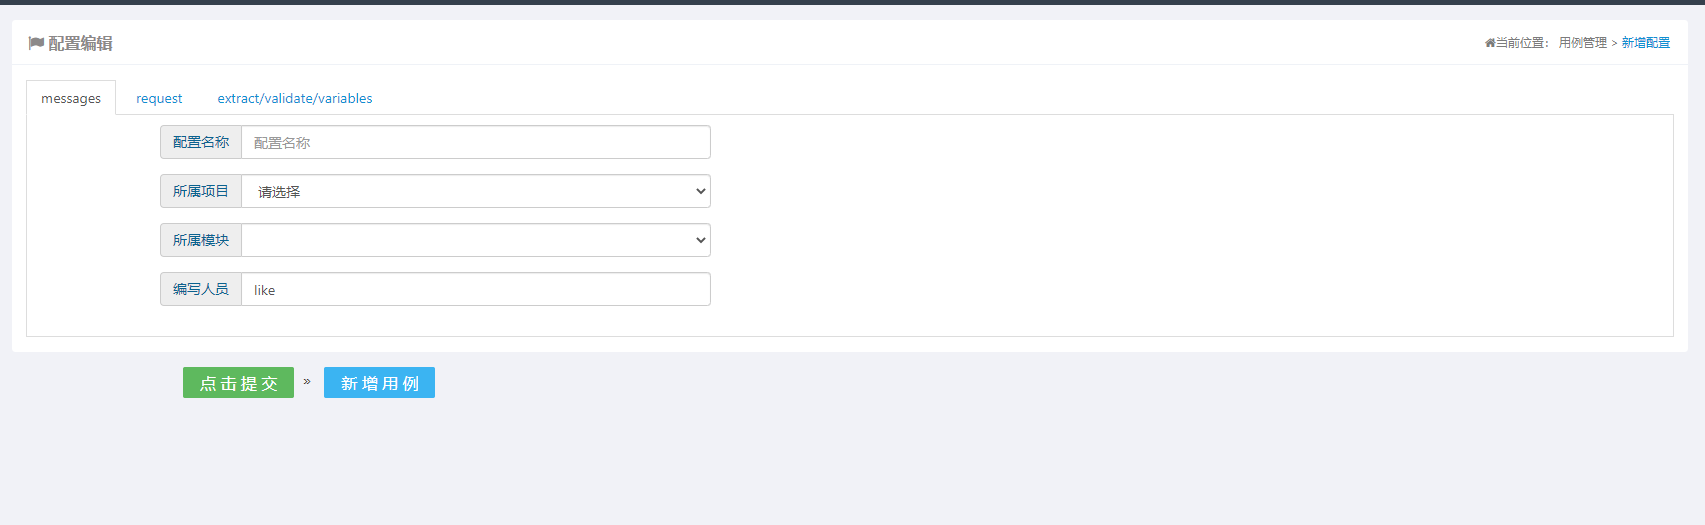 配置编辑
当前位置： 用例管理 > 新增配置
messages request extract/validate/variables
配置名称 配置名称
所属项目 请选择
所属模块
编写人员 like
点击提交 » 新增用例